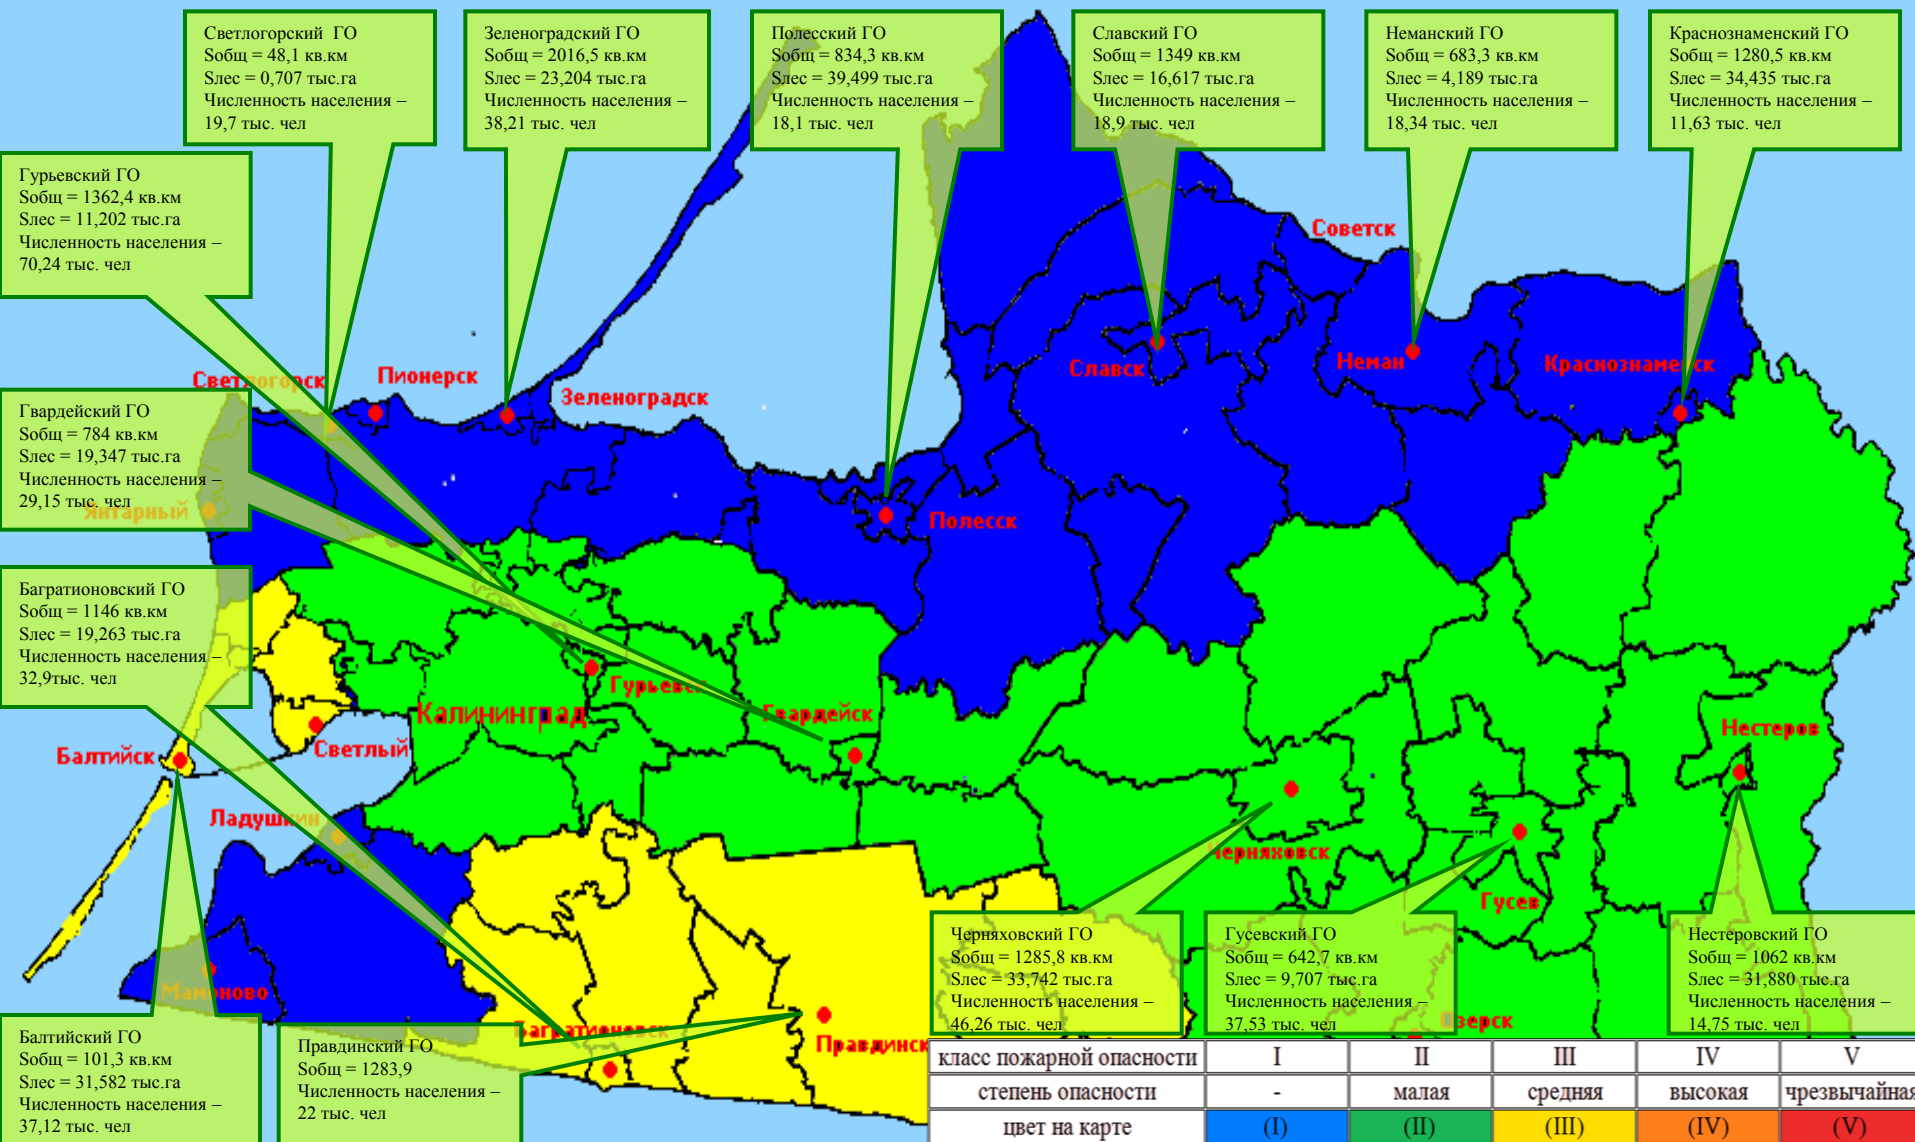 Светлогорский ГО
Sобщ = 48,1 кв.км
Sлес = 0,707 тыс.га
Численность населения –
19,7 тыс. чел
Зеленоградский ГО
Sобщ = 2016,5 кв.км
Sлес = 23,204 тыс.га
Численность населения –
38,21 тыс. чел
Полесский ГО
Sобщ = 834,3 кв.км
Sлес = 39,499 тыс.га
Численность населения –
18,1 тыс. чел
Славский ГО
Sобщ = 1349 кв.км
Sлес = 16,617 тыс.га
Численность населения –
18,9 тыс. чел
Неманский ГО
Sобщ = 683,3 кв.км
Sлес = 4,189 тыс.га
Численность населения –
18,34 тыс. чел
Краснознаменский ГО
Sобщ = 1280,5 кв.км
Sлес = 34,435 тыс.га
Численность населения –
11,63 тыс. чел
Гурьевский ГО
Sобщ = 1362,4 кв.км
Sлес = 11,202 тыс.га
Численность населения –
70,24 тыс. чел
Советск
Славск
Неман
Краснознаменск
Светлогорск
Пионерск
Зеленоградск
Гвардейский ГО
Sобщ = 784 кв.км
Sлес = 19,347 тыс.га
Численность населения –
29,15 тыс. чел
Янтарный
Полесск
Багратионовский ГО
Sобщ = 1146 кв.км
Sлес = 19,263 тыс.га
Численность населения –
32,9тыс. чел
Гурьевск
Калининград
Гвардейск
Нестеров
Балтийск
Светлый
Ладушкин
Черняховск
Гусев
Мамоново
Багратионовск
Правдинск
Озерск
Черняховский ГО
Sобщ = 1285,8 кв.км
Sлес = 33,742 тыс.га
Численность населения –
46,26 тыс. чел
Гусевский ГО
Sобщ = 642,7 кв.км
Sлес = 9,707 тыс.га
Численность населения –
37,53 тыс. чел
Нестеровский ГО
Sобщ = 1062 кв.км
Sлес = 31,880 тыс.га
Численность населения –
14,75 тыс. чел
Балтийский ГО
Sобщ = 101,3 кв.км
Sлес = 31,582 тыс.га
Численность населения –
37,12 тыс. чел
Правдинский ГО
Sобщ = 1283,9
Численность населения –
22 тыс. чел
класс пожарной опасности I II III IV V
степень опасности - малая средняя высокая чрезвычайная
цвет на карте (I) (II) (III) (IV) (V)